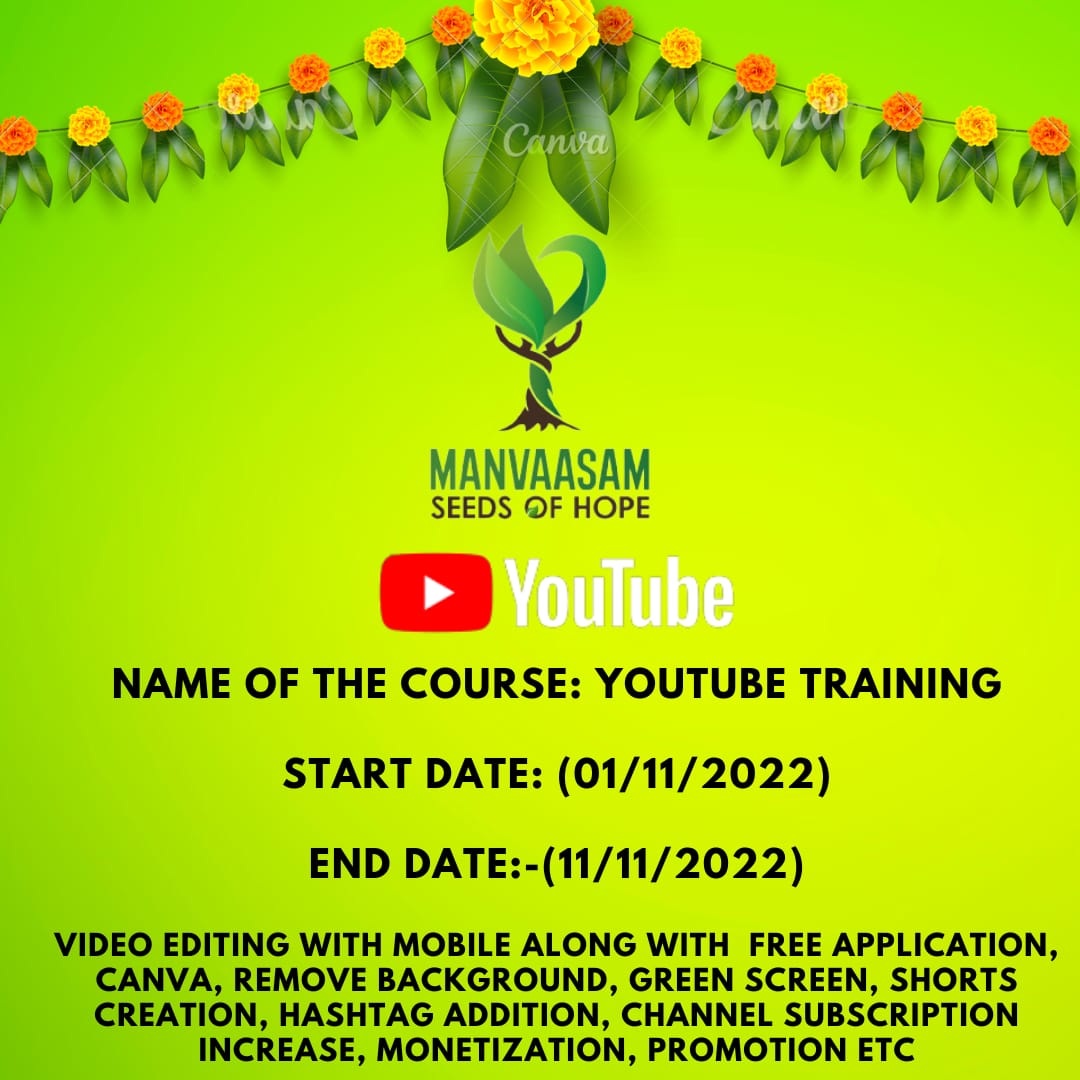 Canva
MANVAASAM
SEEDS OF HOPE
YouTube
NAME OF THE COURSE: YOUTUBE TRAINING
START DATE: (01/11/2022)
END DATE:-(11/11/2022)
VIDEO EDITING WITH MOBILE ALONG WITH FREE APPLICATION,
CANVA, REMOVE BACKGROUND, GREEN SCREEN, SHORTS
CREATION, HASHTAG ADDITION, CHANNEL SUBSCRIPTION
INCREASE, MONETIZATION, PROMOTION ETC